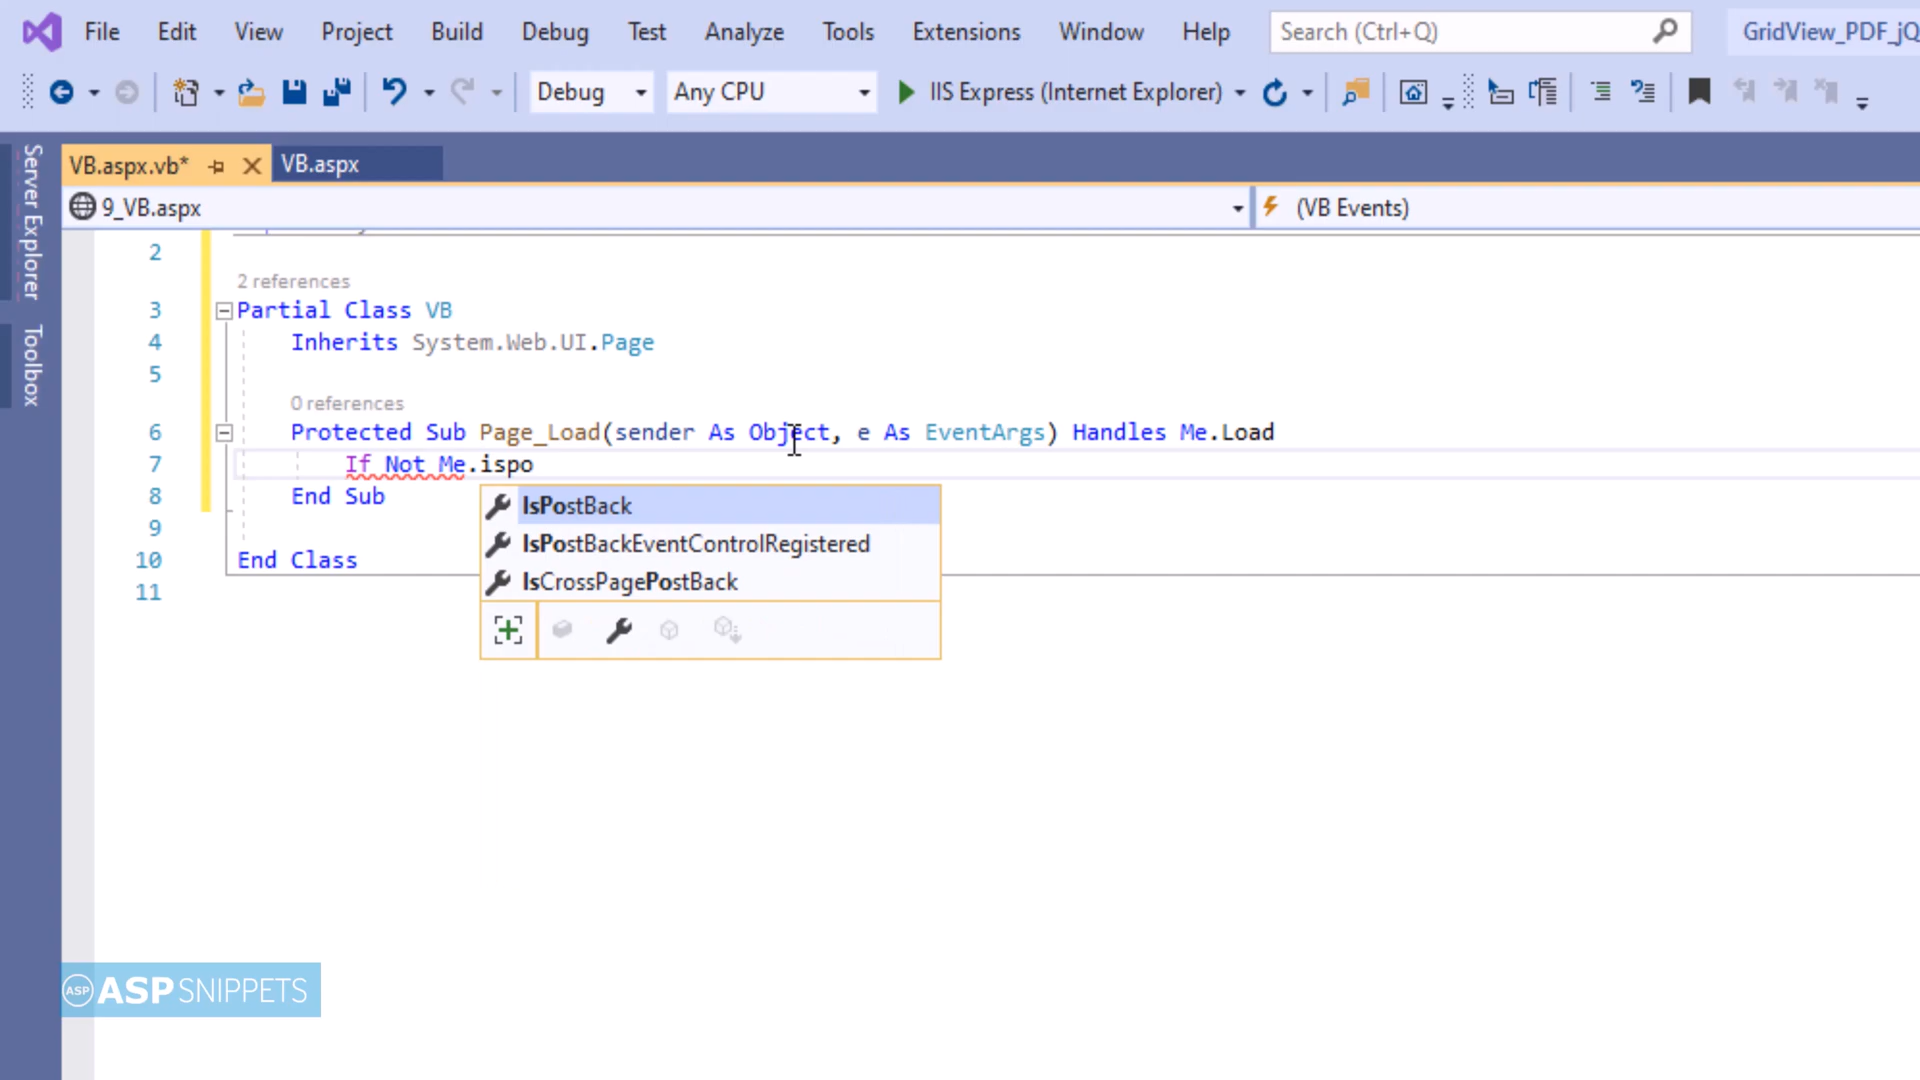 File Edit View Project Build Debug Test Analyze Tools Extensions Window Help Search (Ctrl+Q) GridView_PDF_jQ
Debug Any CPU IIS Express (Internet Explorer)
Server Explorer
Toolbox
VB.aspx.vb* VB.aspx
9_VB.aspx (VB Events)
2
2 references
3 Partial Class VB
4 Inherits System.Web.UI.Page
5
0 references
6 Protected Sub Page_Load(sender As Object, e As EventArgs) Handles Me.Load
7 If Not Me.ispo
8 End Sub
9
10 End Class
11
IsPostBack
IsPostBackEventControlRegistered
IsCrossPagePostBack
ASP ASPSNIPPETS